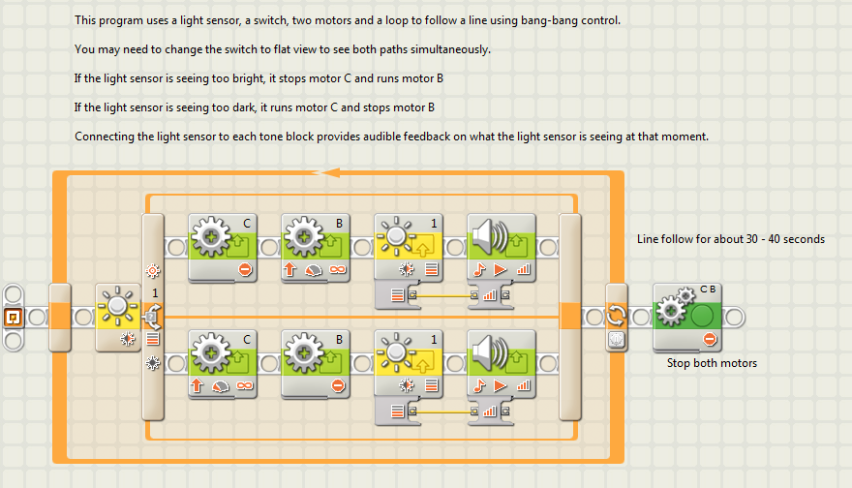 This program uses a light sensor, a switch, two motors and a loop to follow a line using bang-bang control.
You may need to change the switch to flat view to see both paths simultaneously.
If the light sensor is seeing too bright, it stops motor C and runs motor B
If the light sensor is seeing too dark, it runs motor C and stops motor B
Connecting the light sensor to each tone block provides audible feedback on what the light sensor is seeing at that moment.
C B 1
Line follow for about 30 - 40 seconds
1 C B
C B 1
Stop both motors